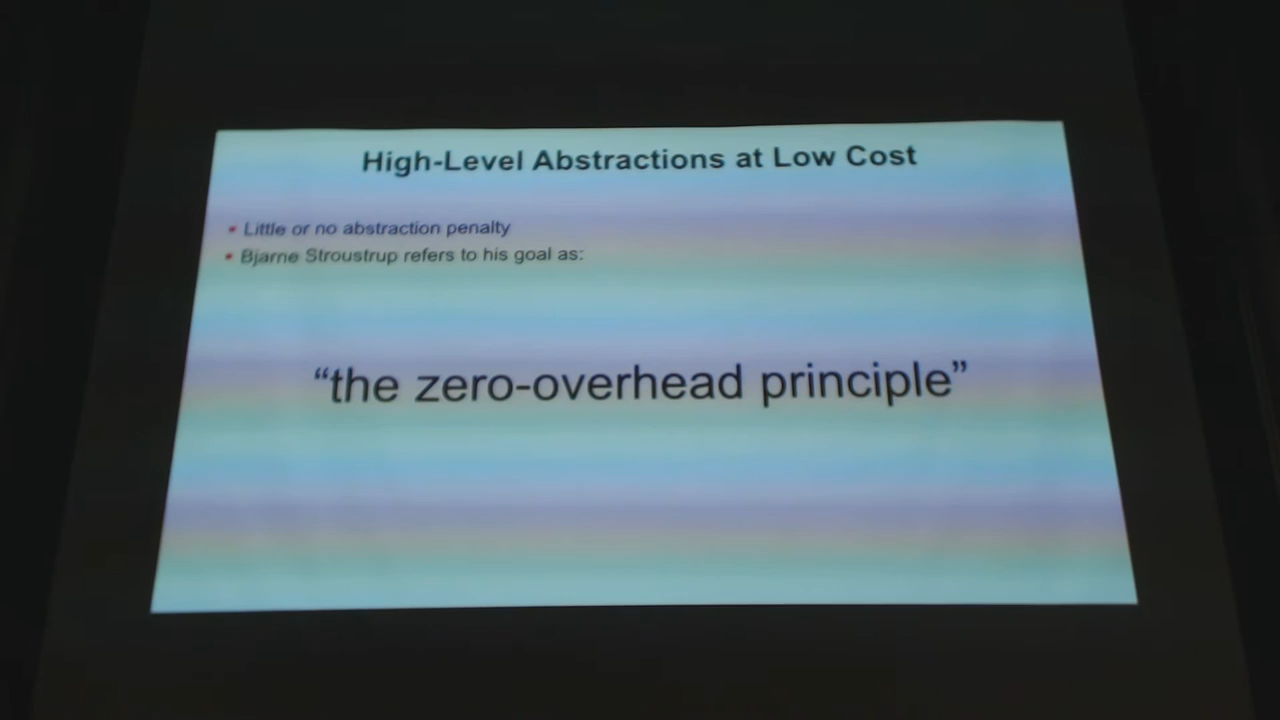 High-Level Abstractions at Low Cost
• Little or no abstraction penalty
• Bjarne Stroustrup refers to his goal as:
“the zero-overhead principle”